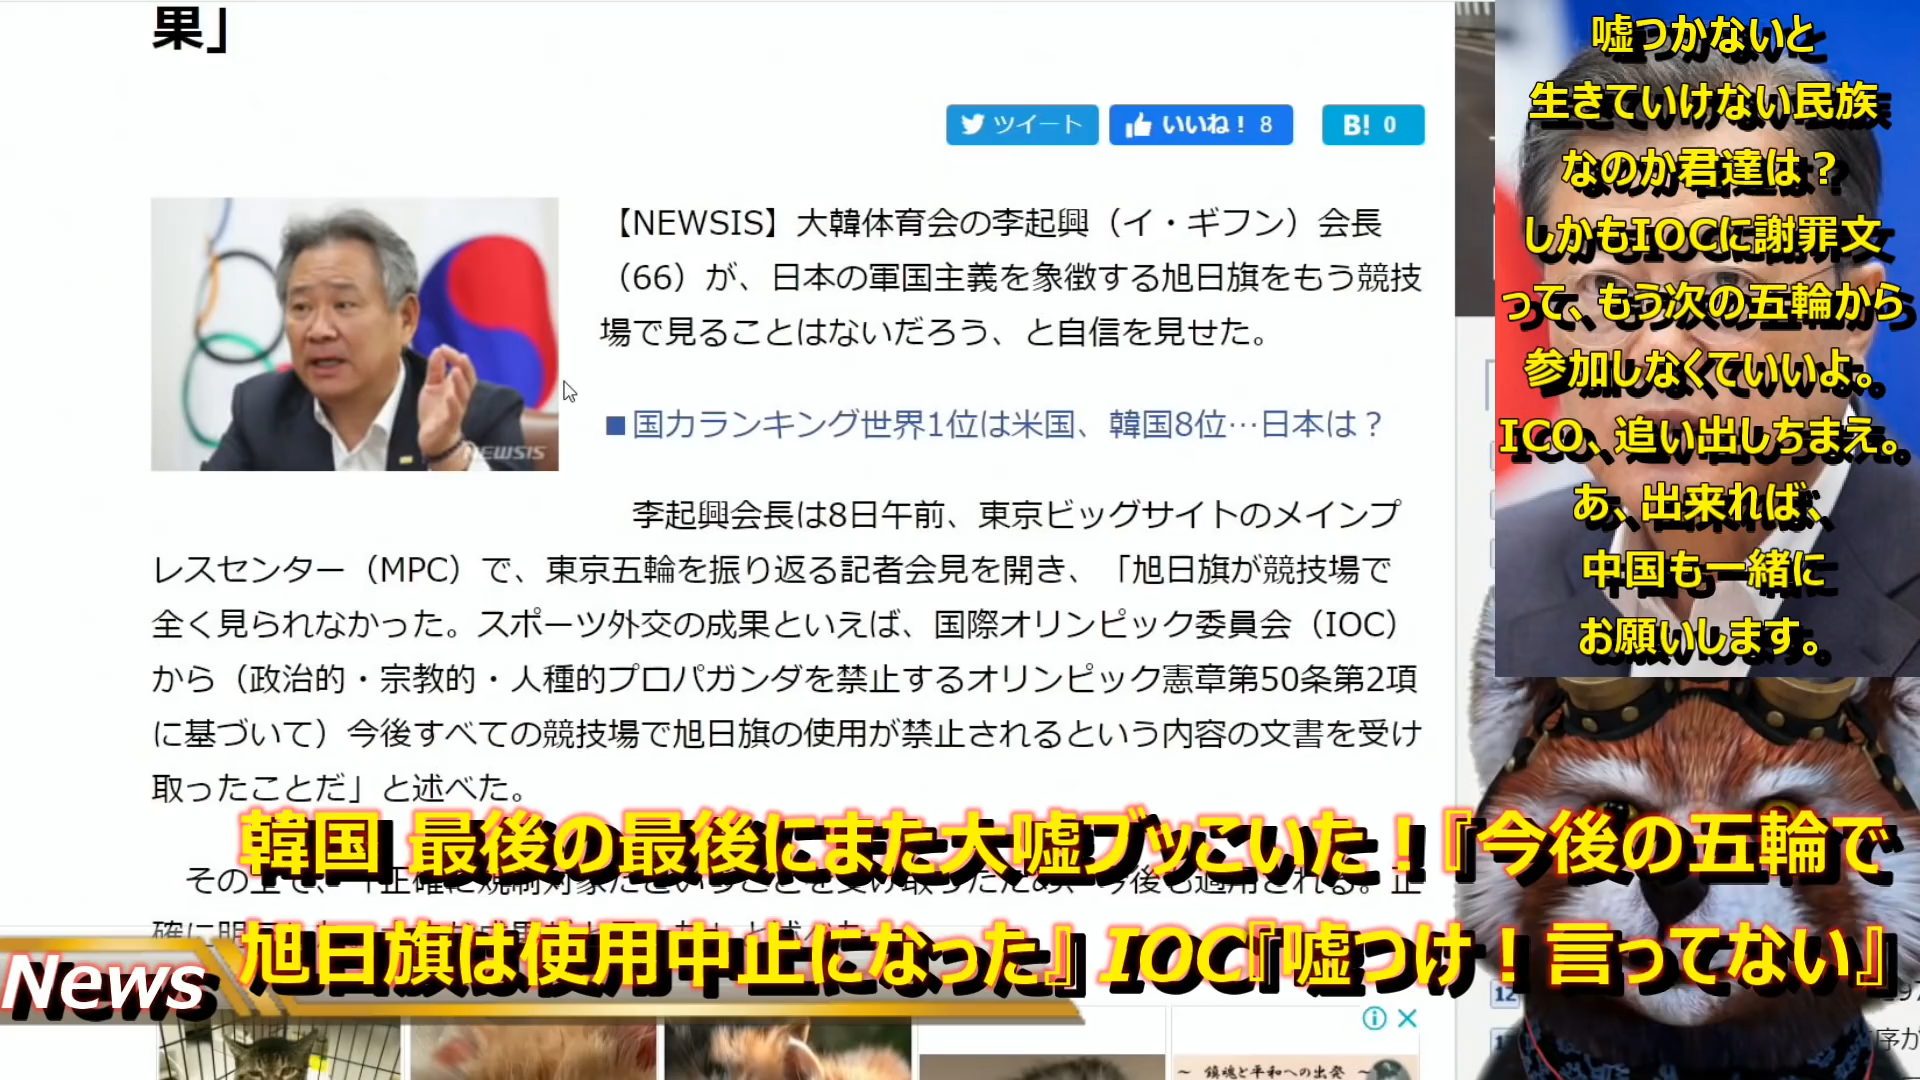 果」
ツイート
いいね！ 8
B! 0
【NEWSIS】大韓体育会の李起興（イ・ギフン）会長
（66）が、日本の軍国主義を象徴する旭日旗をもう競技
場で見ることはないだろう、と自信を見せた。
NEWSIS
■国力ランキング世界1位は米国、韓国8位…日本は？
李起興会長は8日午前、東京ビッグサイトのメインプ
レスセンター（MPC）で、東京五輪を振り返る記者会見を開き、「旭日旗が競技場で
全く見られなかった。スポーツ外交の成果といえば、国際オリンピック委員会（IOC）
から（政治的・宗教的・人種的プロパガンダを禁止するオリンピック憲章第50条第2項
に基づいて）今後すべての競技場で旭日旗の使用が禁止されるという内容の文書を受け
取ったことだ」と述べた。
嘘つかないと
生きていけない民族
なのか君達は？
しかもIOCに謝罪文
って、もう次の五輪から
参加しなくていいよ。
ICO、追い出しちまえ。
あ、出来れば、
中国も一緒に
お願いします。
韓国 最後の最後にまた大嘘ブッこいた！『今後の五輪で
旭日旗は使用中止になった』IOC『嘘つけ！言ってない』
News
12
序が
～ 鎮魂と平和への出発 ～